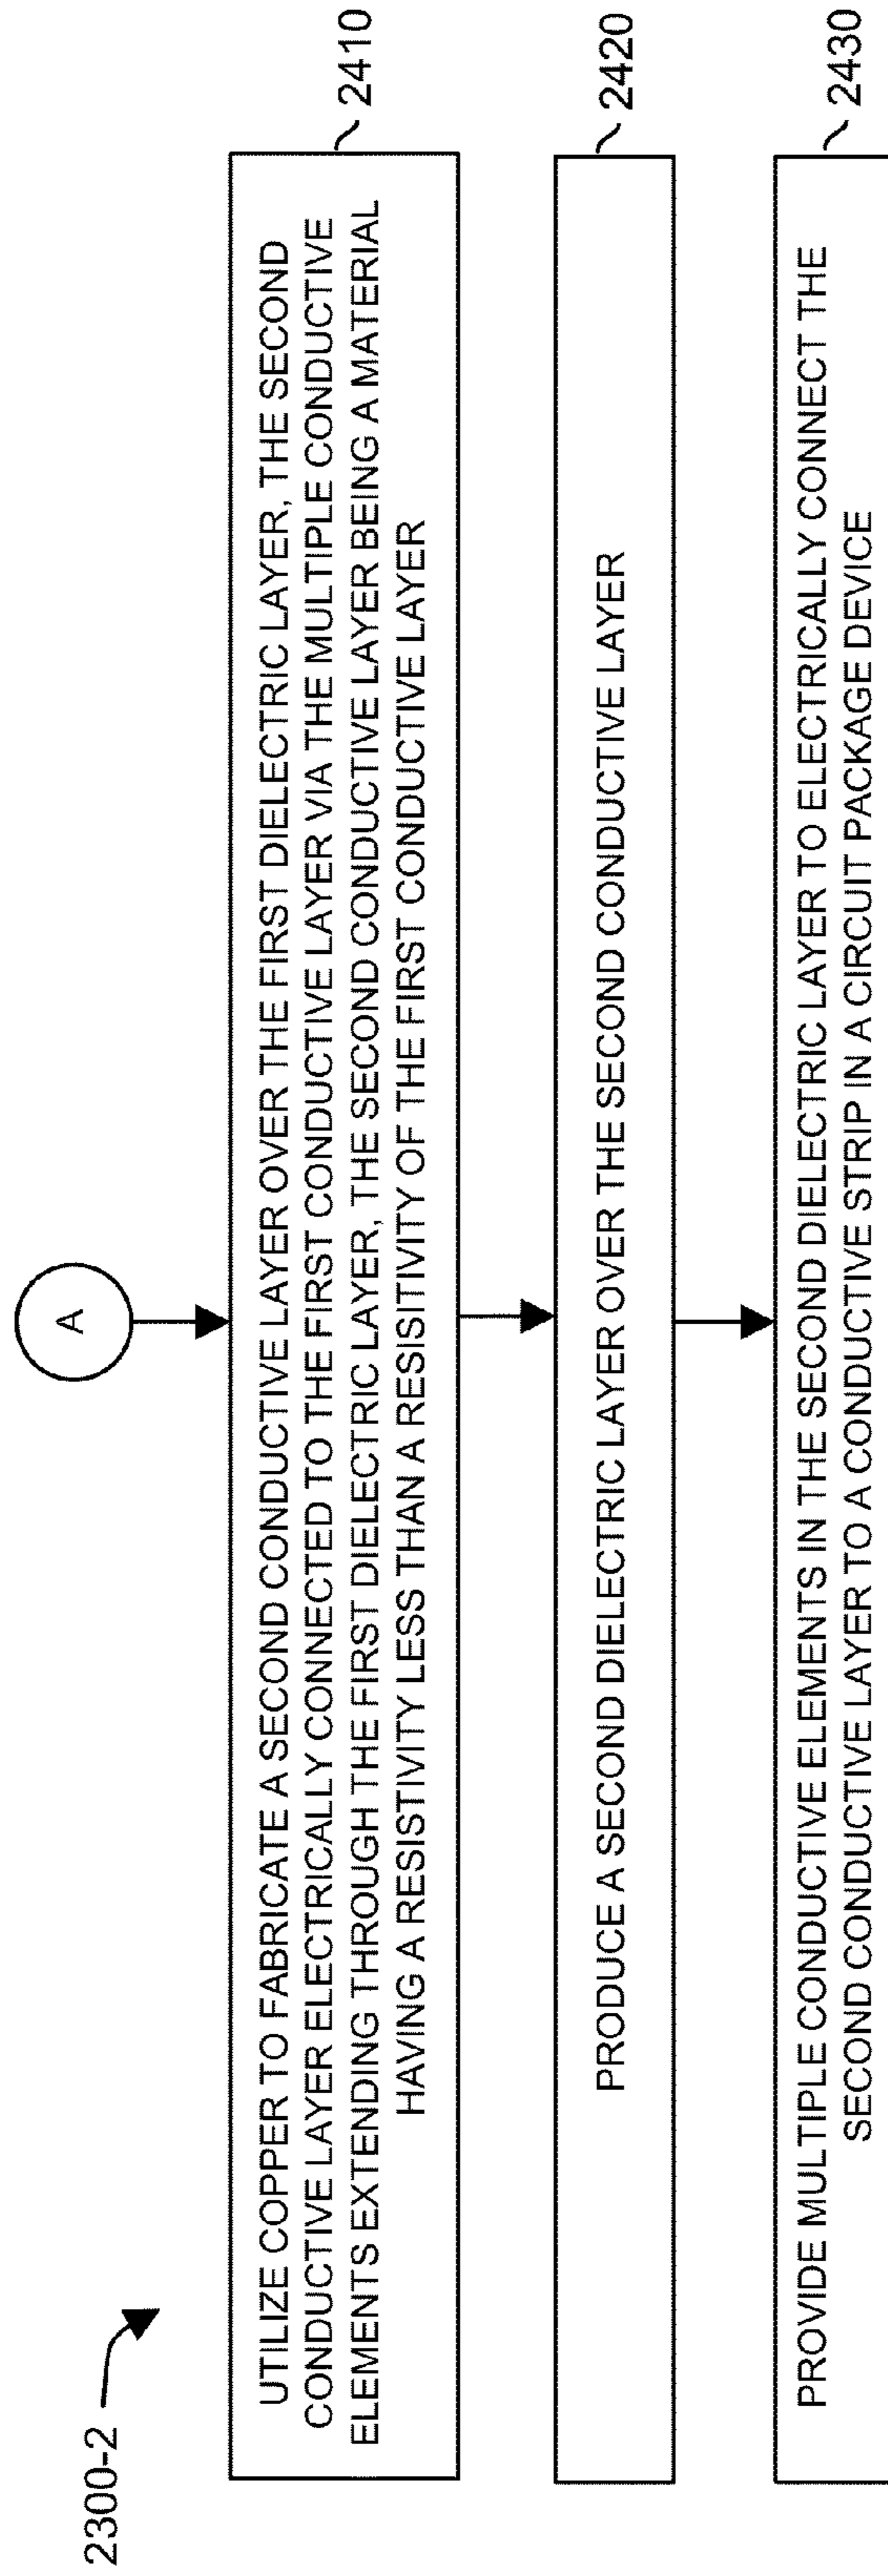 2300-2
A
UTILIZE COPPER TO FABRICATE A SECOND CONDUCTIVE LAYER OVER THE FIRST DIELECTRIC LAYER, THE SECOND
CONDUCTIVE LAYER ELECTRICALLY CONNECTED TO THE FIRST CONDUCTIVE LAYER VIA THE MULTIPLE CONDUCTIVE
ELEMENTS EXTENDING THROUGH THE FIRST DIELECTRIC LAYER, THE SECOND CONDUCTIVE LAYER BEING A MATERIAL
HAVING A RESISTIVITY LESS THAN A RESISITIVITY OF THE FIRST CONDUCTIVE LAYER
2410
PRODUCE A SECOND DIELECTRIC LAYER OVER THE SECOND CONDUCTIVE LAYER
2420
PROVIDE MULTIPLE CONDUCTIVE ELEMENTS IN THE SECOND DIELECTRIC LAYER TO ELECTRICALLY CONNECT THE
SECOND CONDUCTIVE LAYER TO A CONDUCTIVE STRIP IN A CIRCUIT PACKAGE DEVICE
2430